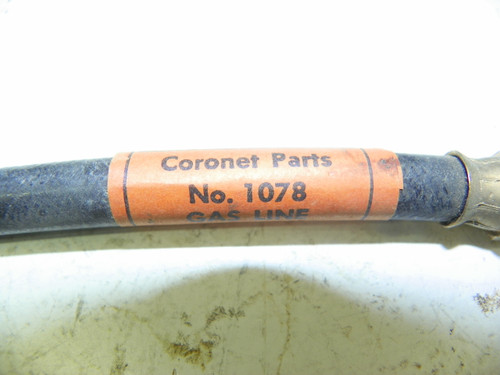 Coronet Parts
No. 1078
GAS LINE